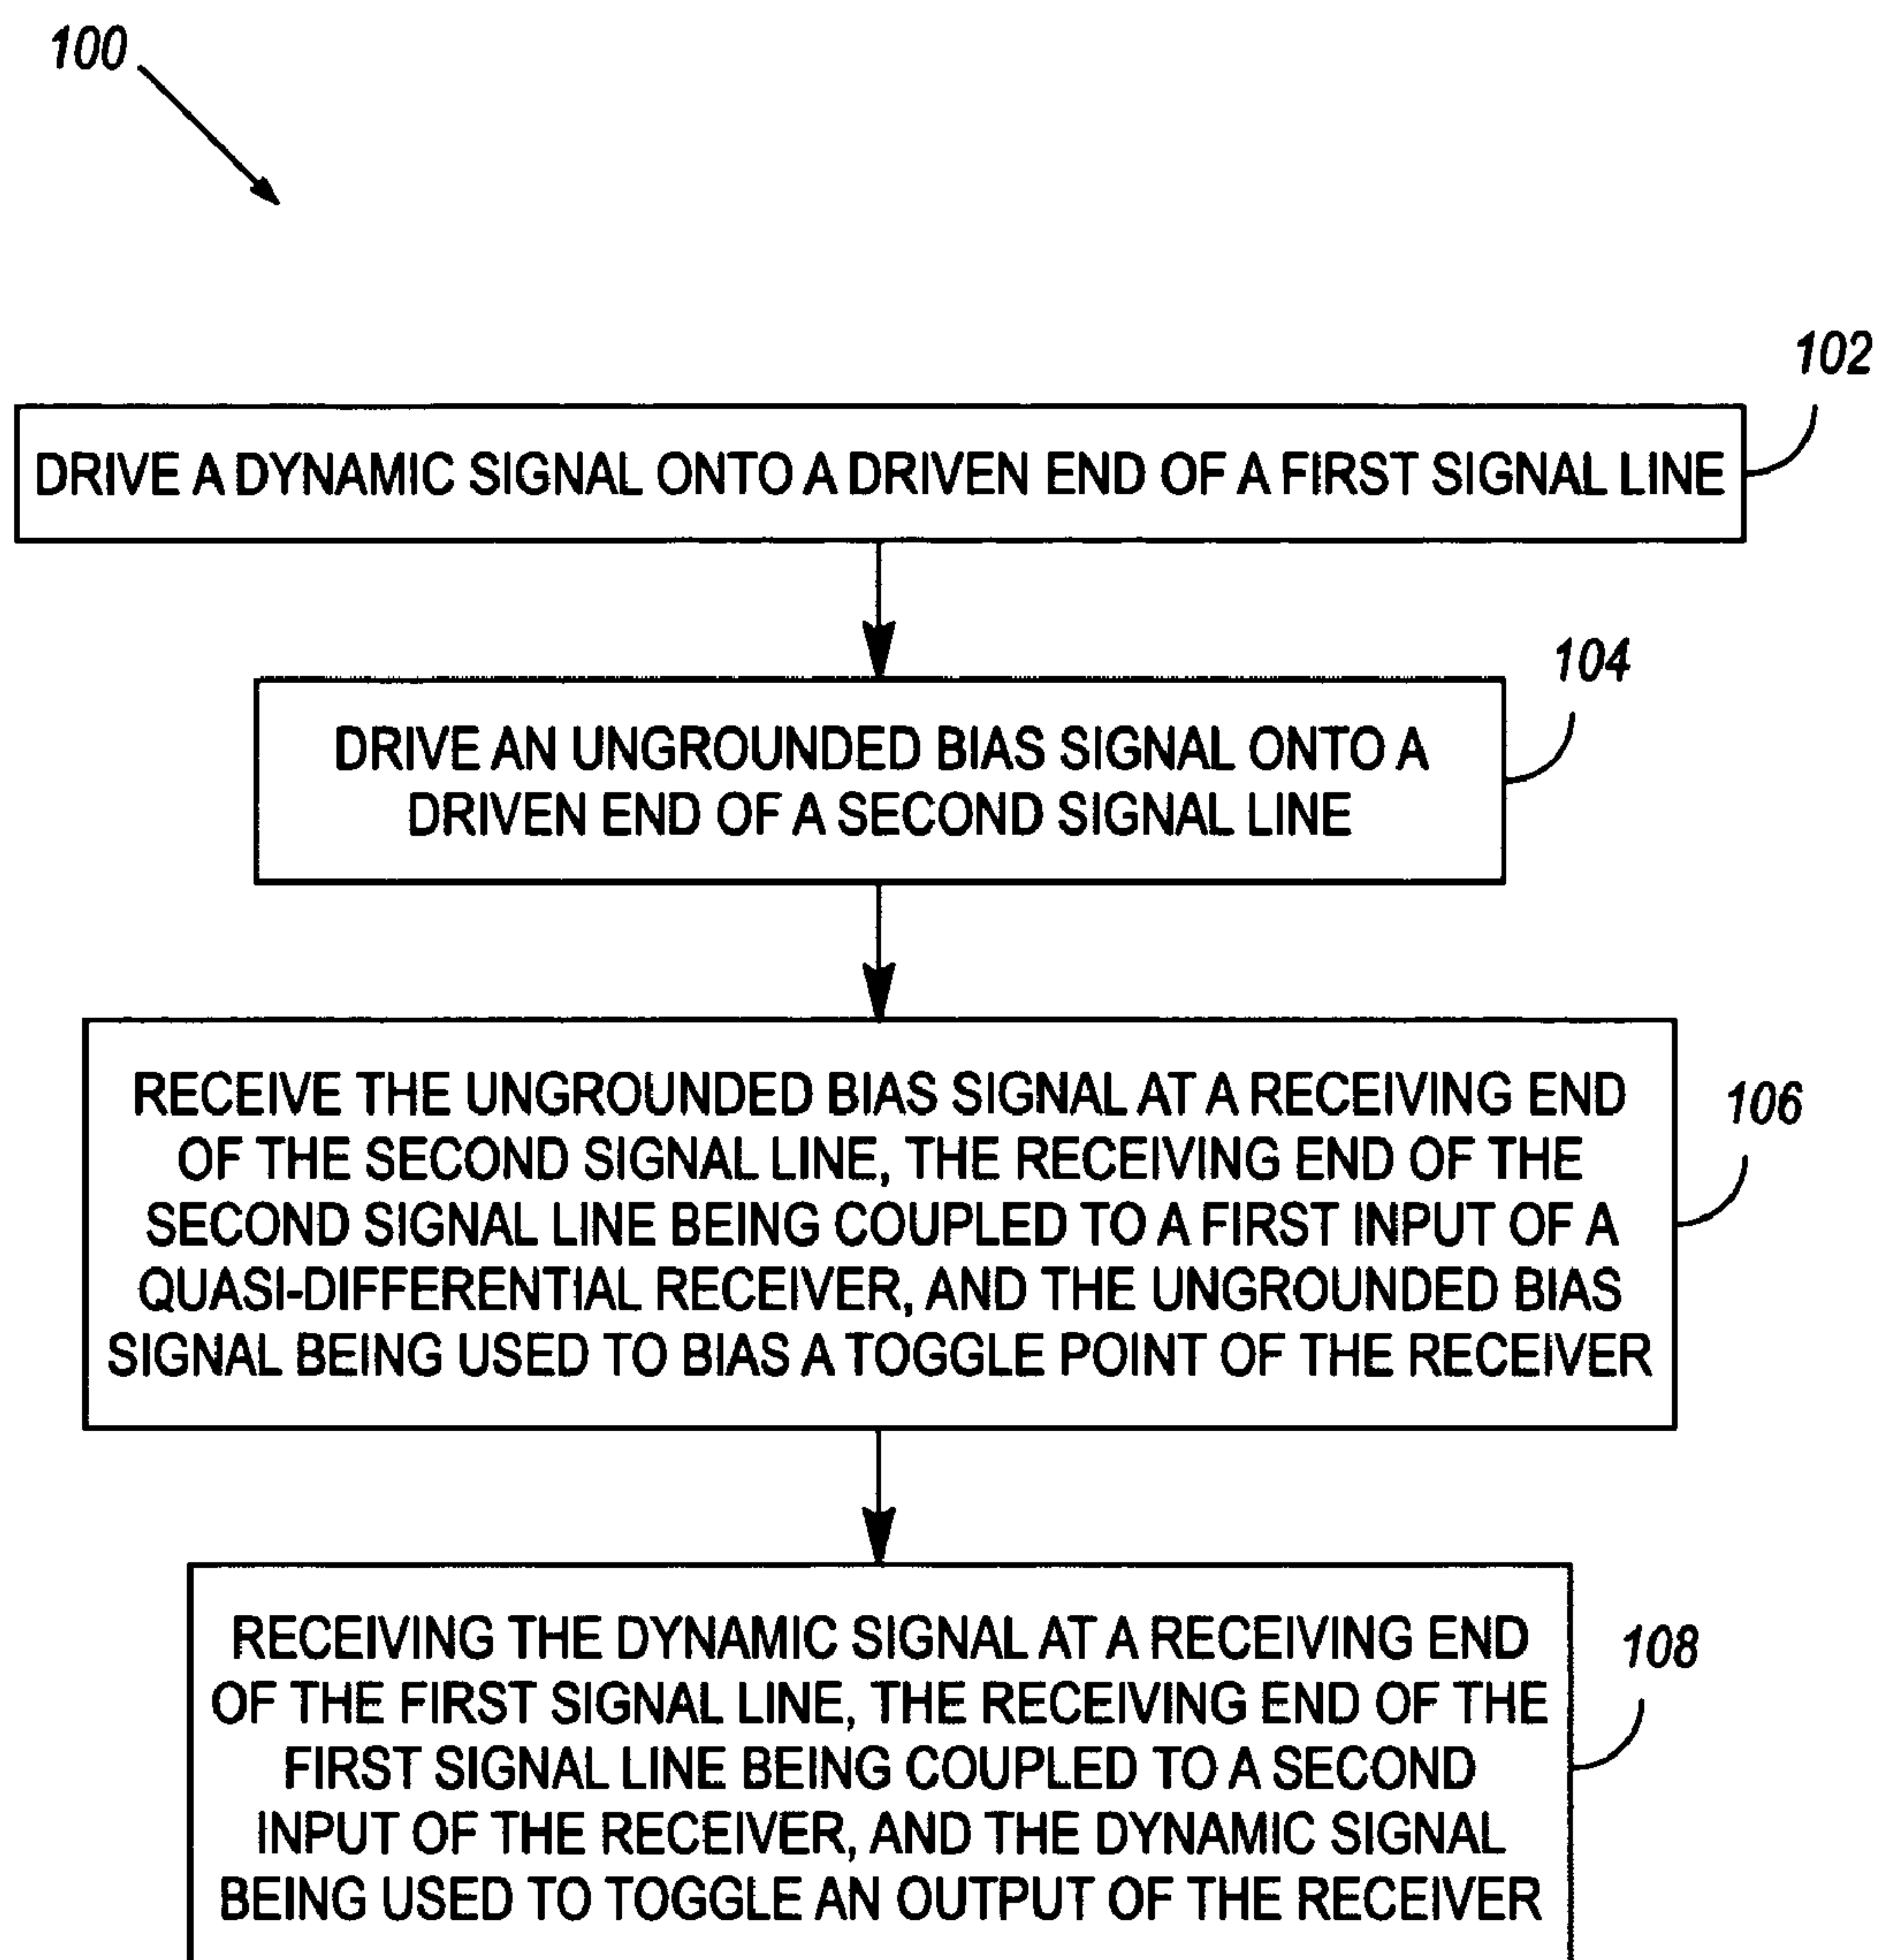 100
102
DRIVE A DYNAMIC SIGNAL ONTO A DRIVEN END OF A FIRST SIGNAL LINE
104
DRIVE AN UNGROUNDED BIAS SIGNAL ONTO A
DRIVEN END OF A SECOND SIGNAL LINE
106
RECEIVE THE UNGROUNDED BIAS SIGNAL AT A RECEIVING END
OF THE SECOND SIGNAL LINE, THE RECEIVING END OF THE
SECOND SIGNAL LINE BEING COUPLED TO A FIRST INPUT OF A
QUASI-DIFFERENTIAL RECEIVER, AND THE UNGROUNDED BIAS
SIGNAL BEING USED TO BIAS A TOGGLE POINT OF THE RECEIVER
108
RECEIVING THE DYNAMIC SIGNAL AT A RECEIVING END
OF THE FIRST SIGNAL LINE, THE RECEIVING END OF THE
FIRST SIGNAL LINE BEING COUPLED TO A SECOND
INPUT OF THE RECEIVER, AND THE DYNAMIC SIGNAL
BEING USED TO TOGGLE AN OUTPUT OF THE RECEIVER